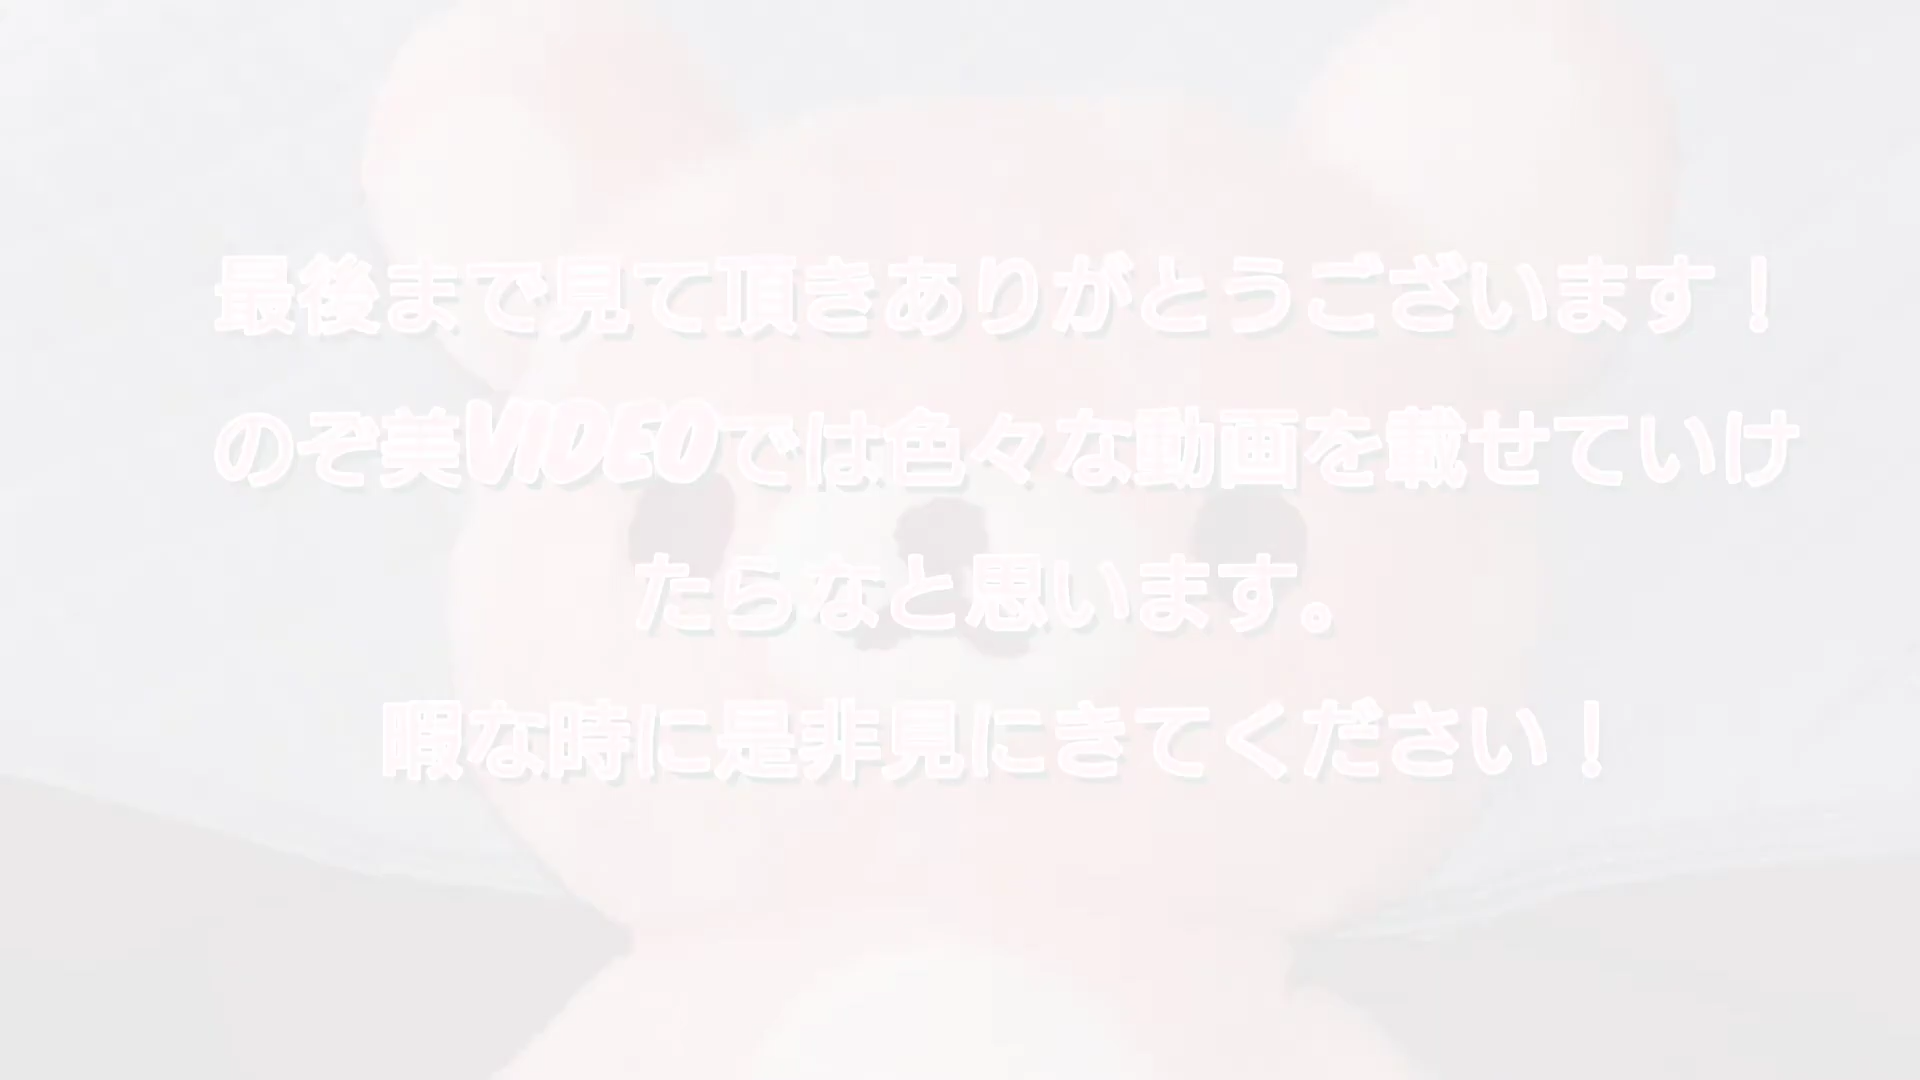 最後まで見て頂きありがとうございます！
のぞ美VIDEOでは色々な動画を載せていけ
たらなと思います。
暇な時に是非見にきてください！